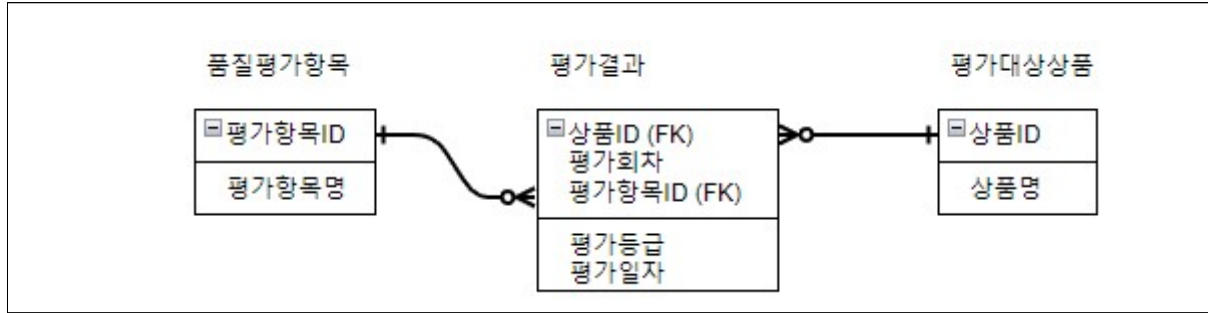 품질평가항목
평가항목ID
평가항목명
평가결과
상품ID (FK)
평가회차
평가항목ID (FK)
평가등급
평가일자
평가대상상품
상품ID
상품명